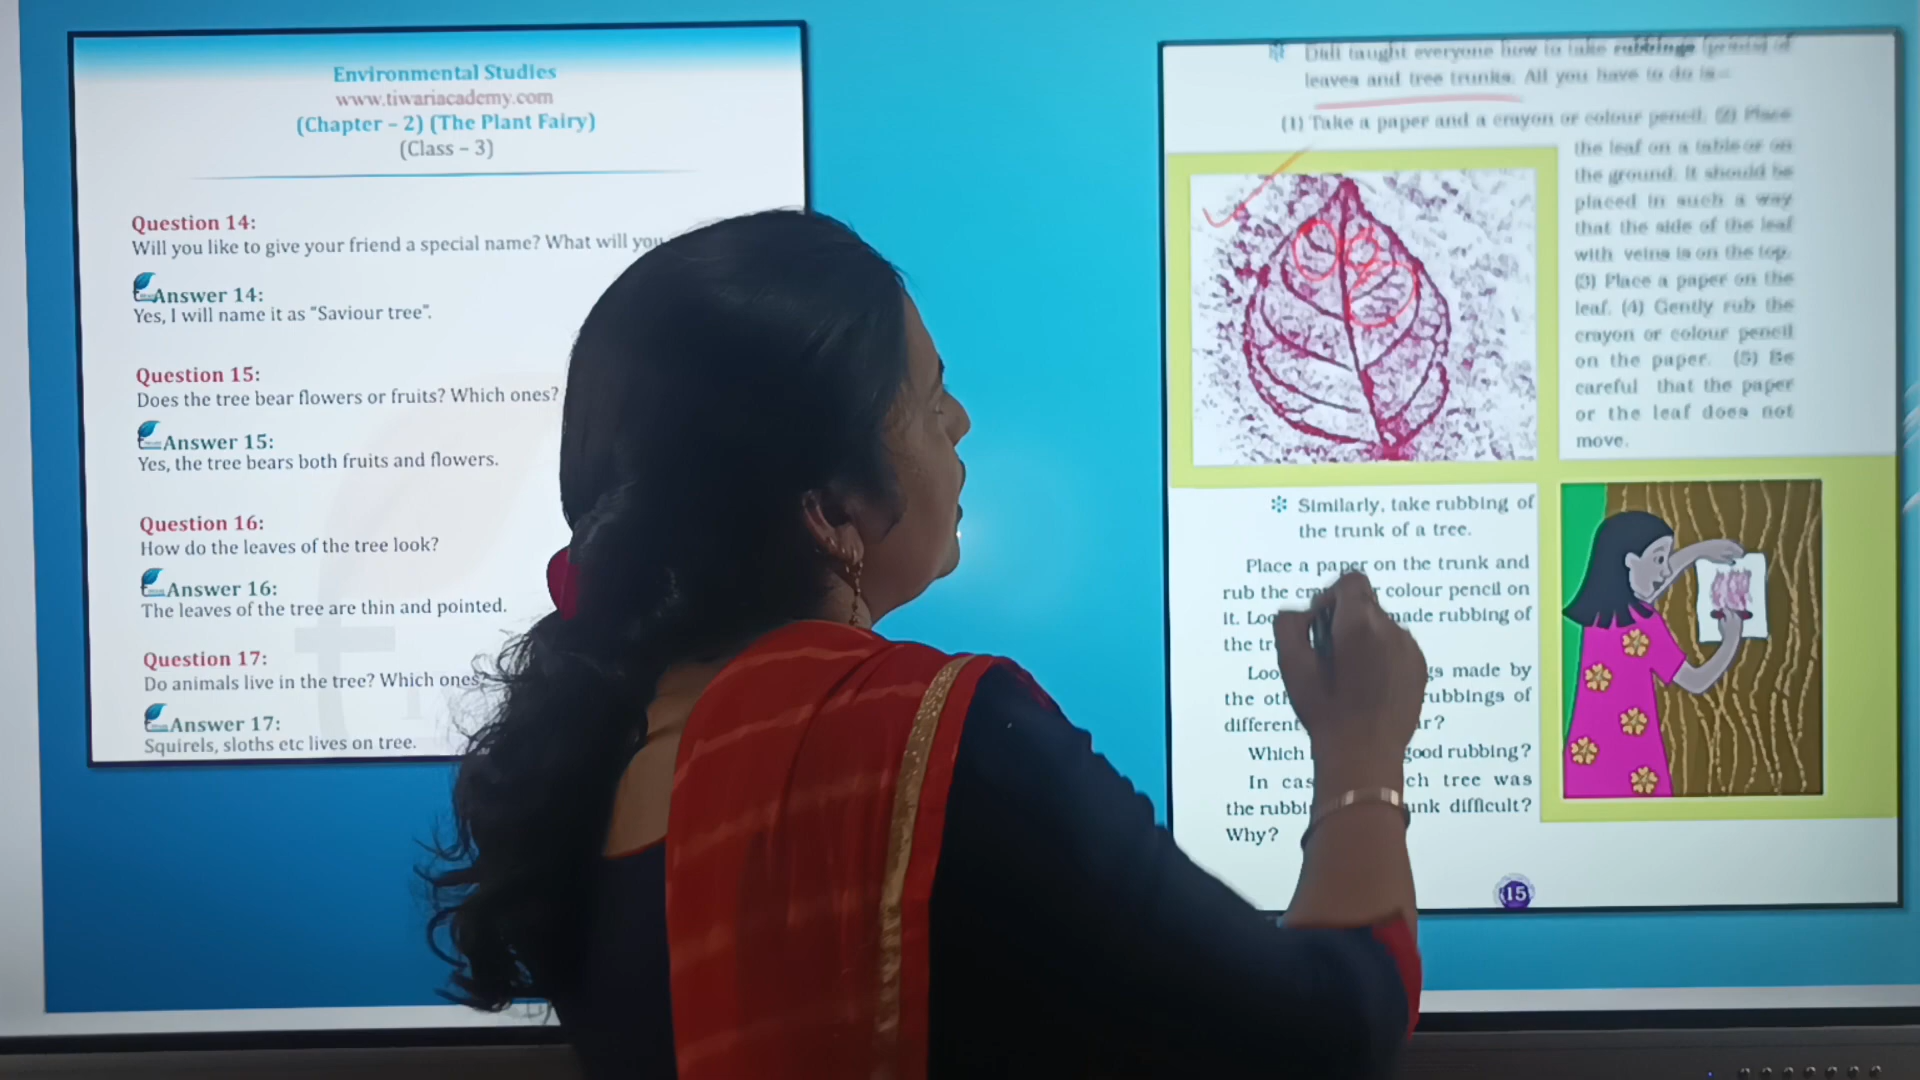 Environmental Studies
www.tiwariacademy.com
(Chapter – 2) (The Plant Fairy)
(Class – 3)
Question 14:
Will you like to give your friend a special name? What will you
Answer 14:
Yes, I will name it as “Saviour tree”.
Question 15:
Does the tree bear flowers or fruits? Which ones?
Answer 15:
Yes, the tree bears both fruits and flowers.
Question 16:
How do the leaves of the tree look?
Answer 16:
The leaves of the tree are thin and pointed.
Question 17:
Do animals live in the tree? Which ones?
Answer 17:
Squirrels, sloths etc lives on tree.
Didi taught everyone how to take rubbings (prints) of
leaves and tree trunks. All you have to do is–
(1) Take a paper and a crayon or colour pencil. (2) Place
the leaf on a table or on
the ground. It should be
placed in such a way
that the side of the leaf
with veins is on the top.
(3) Place a paper on the
leaf. (4) Gently rub the
crayon or colour pencil
on the paper. (5) Be
careful that the paper
or the leaf does not
move.
Similarly, take rubbing of
the trunk of a tree.
Place a paper on the trunk and
rub the colour pencil on
it. made rubbing of
the
made by
the rubbings of
different
Which good rubbing?
In tree was
the difficult?
Why?
15